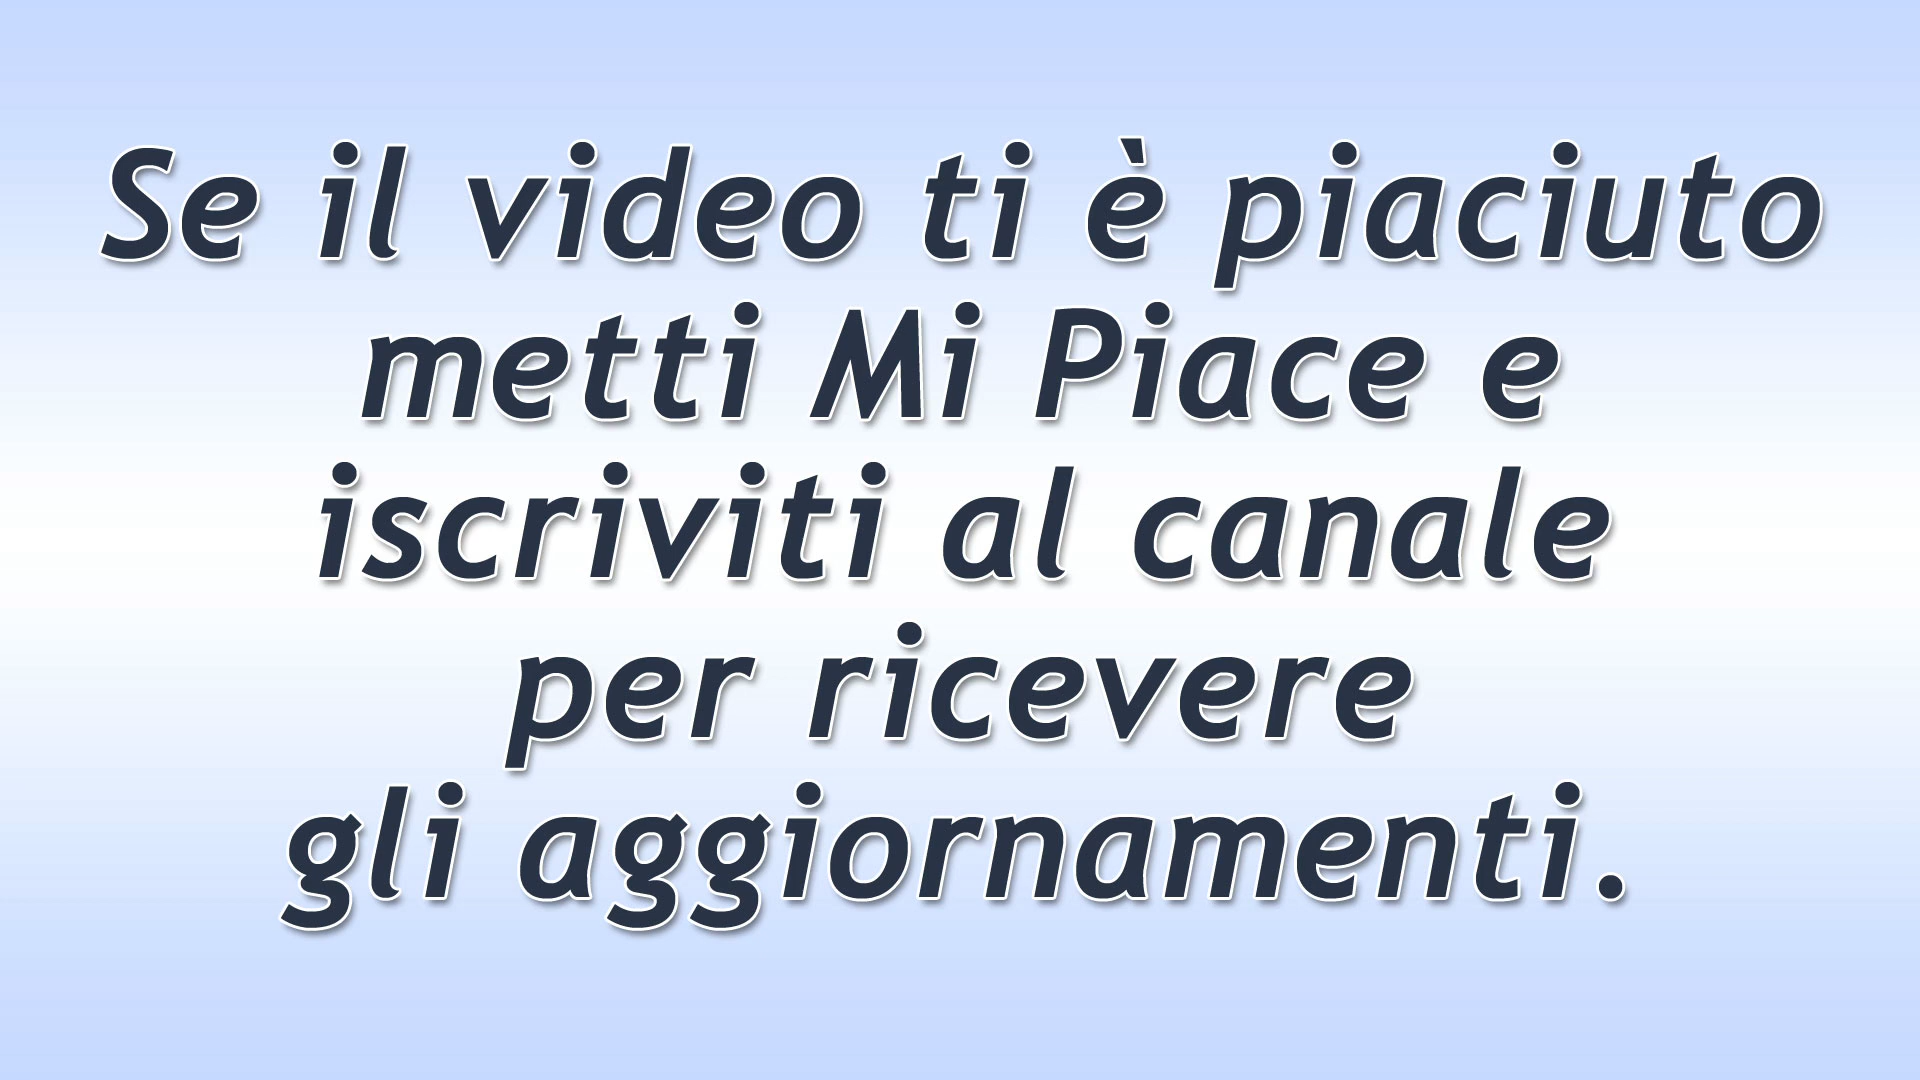 Se il video ti è piaciuto
metti Mi Piace e
iscriviti al canale
per ricevere
gli aggiornamenti.